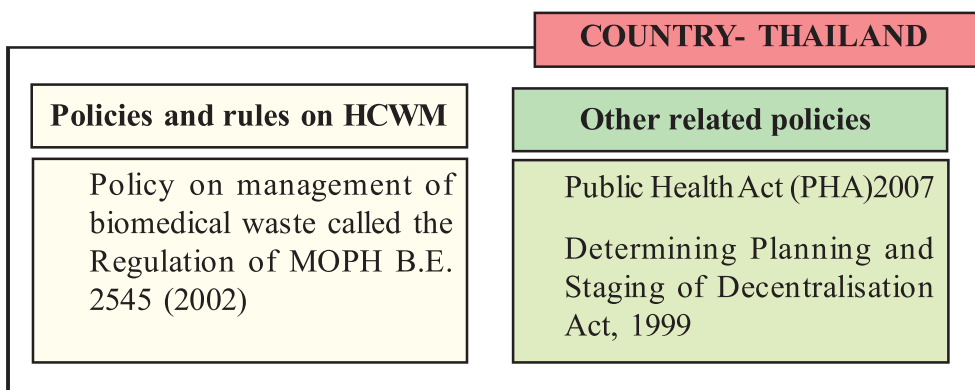 COUNTRY- THAILAND
Policies and rules on HCWM
Policy on management of
biomedical waste called the
Regulation of MOPH B.E.
2545 (2002)
Other related policies
Public Health Act (PHA)2007
Determining Planning and
Staging of Decentralisation
Act, 1999